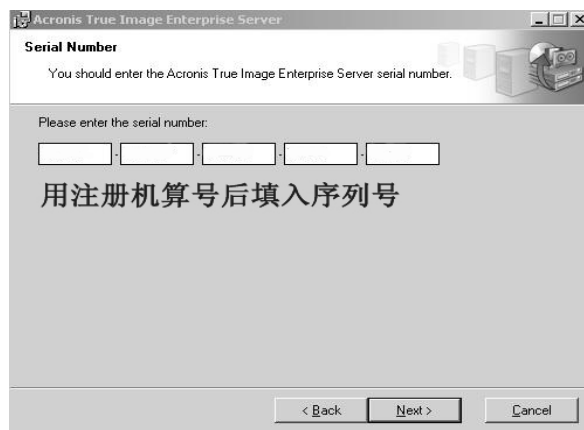 Acronis True Image Enterprise Server
Serial Number
You should enter the Acronis True Image Enterprise Server serial number.
Please enter the serial number:
- - - -
用注册机算号后填入序列号
< Back Next > Cancel